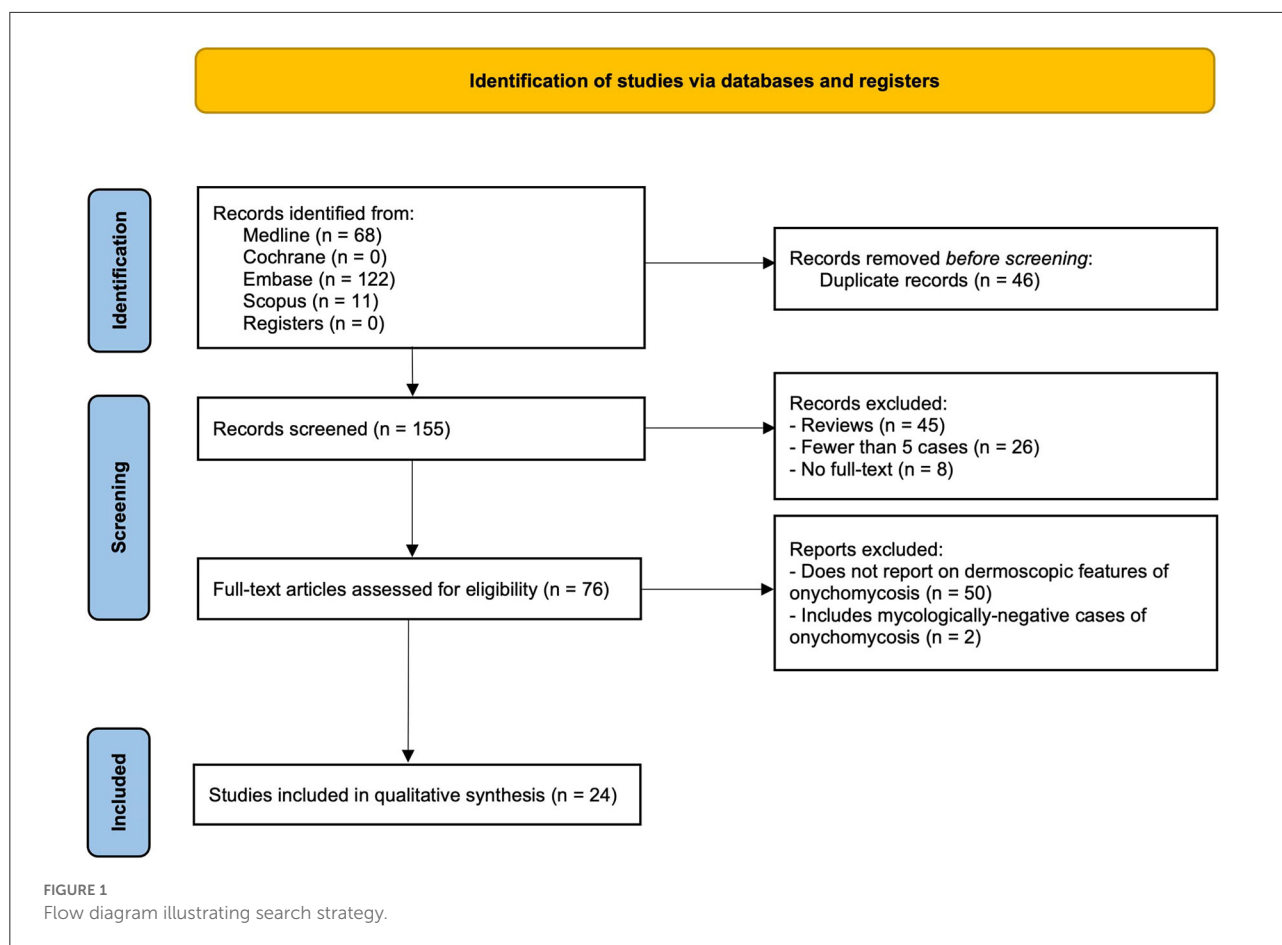 Identification of studies via databases and registers
Identification
Records identified from:
Medline (n = 68)
Cochrane (n = 0)
Embase (n = 122)
Scopus (n = 11)
Registers (n = 0)
Records removed before screening:
Duplicate records (n = 46)
Screening
Records screened (n = 155)
Records excluded:
- Reviews (n = 45)
- Fewer than 5 cases (n = 26)
- No full-text (n = 8)
Full-text articles assessed for eligibility (n = 76)
Reports excluded:
- Does not report on dermoscopic features of
onychomycosis (n = 50)
- Includes mycologically-negative cases of
onychomycosis (n = 2)
Included
Studies included in qualitative synthesis (n = 24)
FIGURE 1
Flow diagram illustrating search strategy.